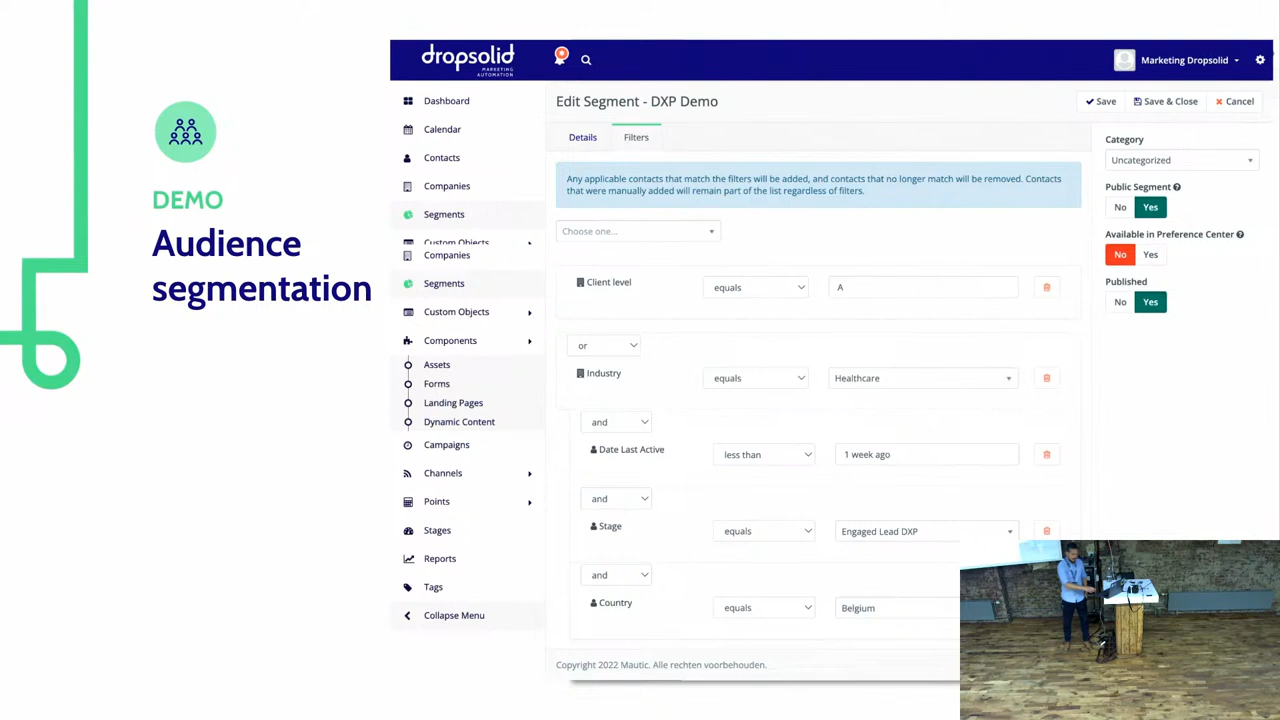 DEMO
Audience
segmentation
dropsolid
MARKETING
AUTOMATION
Marketing Dropsolid
Dashboard
Calendar
Contacts
Companies
Segments
Custom Objects
Companies
Segments
Custom Objects
Components
Assets
Forms
Landing Pages
Dynamic Content
Campaigns
Channels
Points
Stages
Reports
Tags
Collapse Menu
Edit Segment - DXP Demo
Save
Save & Close
Cancel
Details
Filters
Any applicable contacts that match the filters will be added, and contacts that no longer match will be removed. Contacts
that were manually added will remain part of the list regardless of filters.
Choose one...
Client level equals A
or
Industry equals Healthcare
and
Date Last Active less than 1 week ago
and
Stage equals Engaged Lead DXP
and
Country equals Belgium
Copyright 2022 Mautic. Alle rechten voorbehouden.
Category
Uncategorized
Public Segment
No Yes
Available in Preference Center
No Yes
Published
No Yes